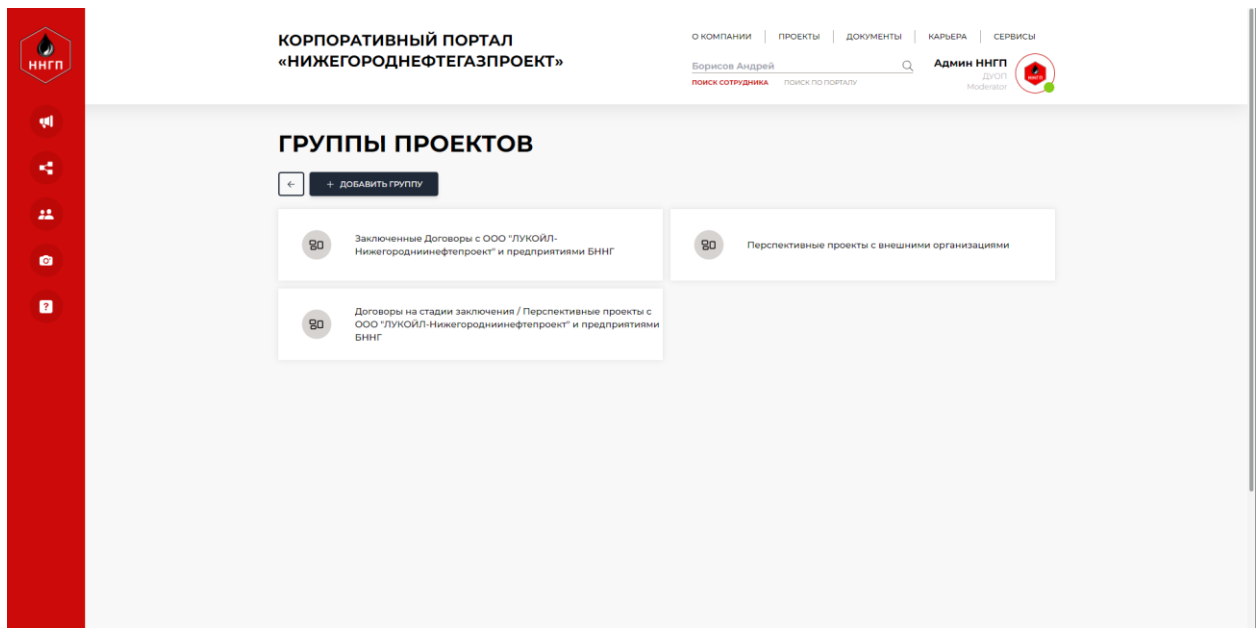 ННГП
КОРПОРАТИВНЫЙ ПОРТАЛ
«НИЖЕГОРОДНЕФТЕГАЗПРОЕКТ»
О КОМПАНИИ
ПРОЕКТЫ
ДОКУМЕНТЫ
КАРЬЕРА
СЕРВИСЫ
Борисов Андрей
ПОИСК СОТРУДНИКА
ПОИСК ПО ПОРТАЛУ
Админ ННГП
ДУОП
Moderator
ННГП
ГРУППЫ ПРОЕКТОВ
+ ДОБАВИТЬ ГРУППУ
Заключенные Договоры с ООО "ЛУКОЙЛ-
Нижегородниинефтепроект" и предприятиями БННГ
Перспективные проекты с внешними организациями
Договоры на стадии заключения / Перспективные проекты с
ООО "ЛУКОЙЛ-Нижегородниинефтепроект" и предприятиями
БННГ